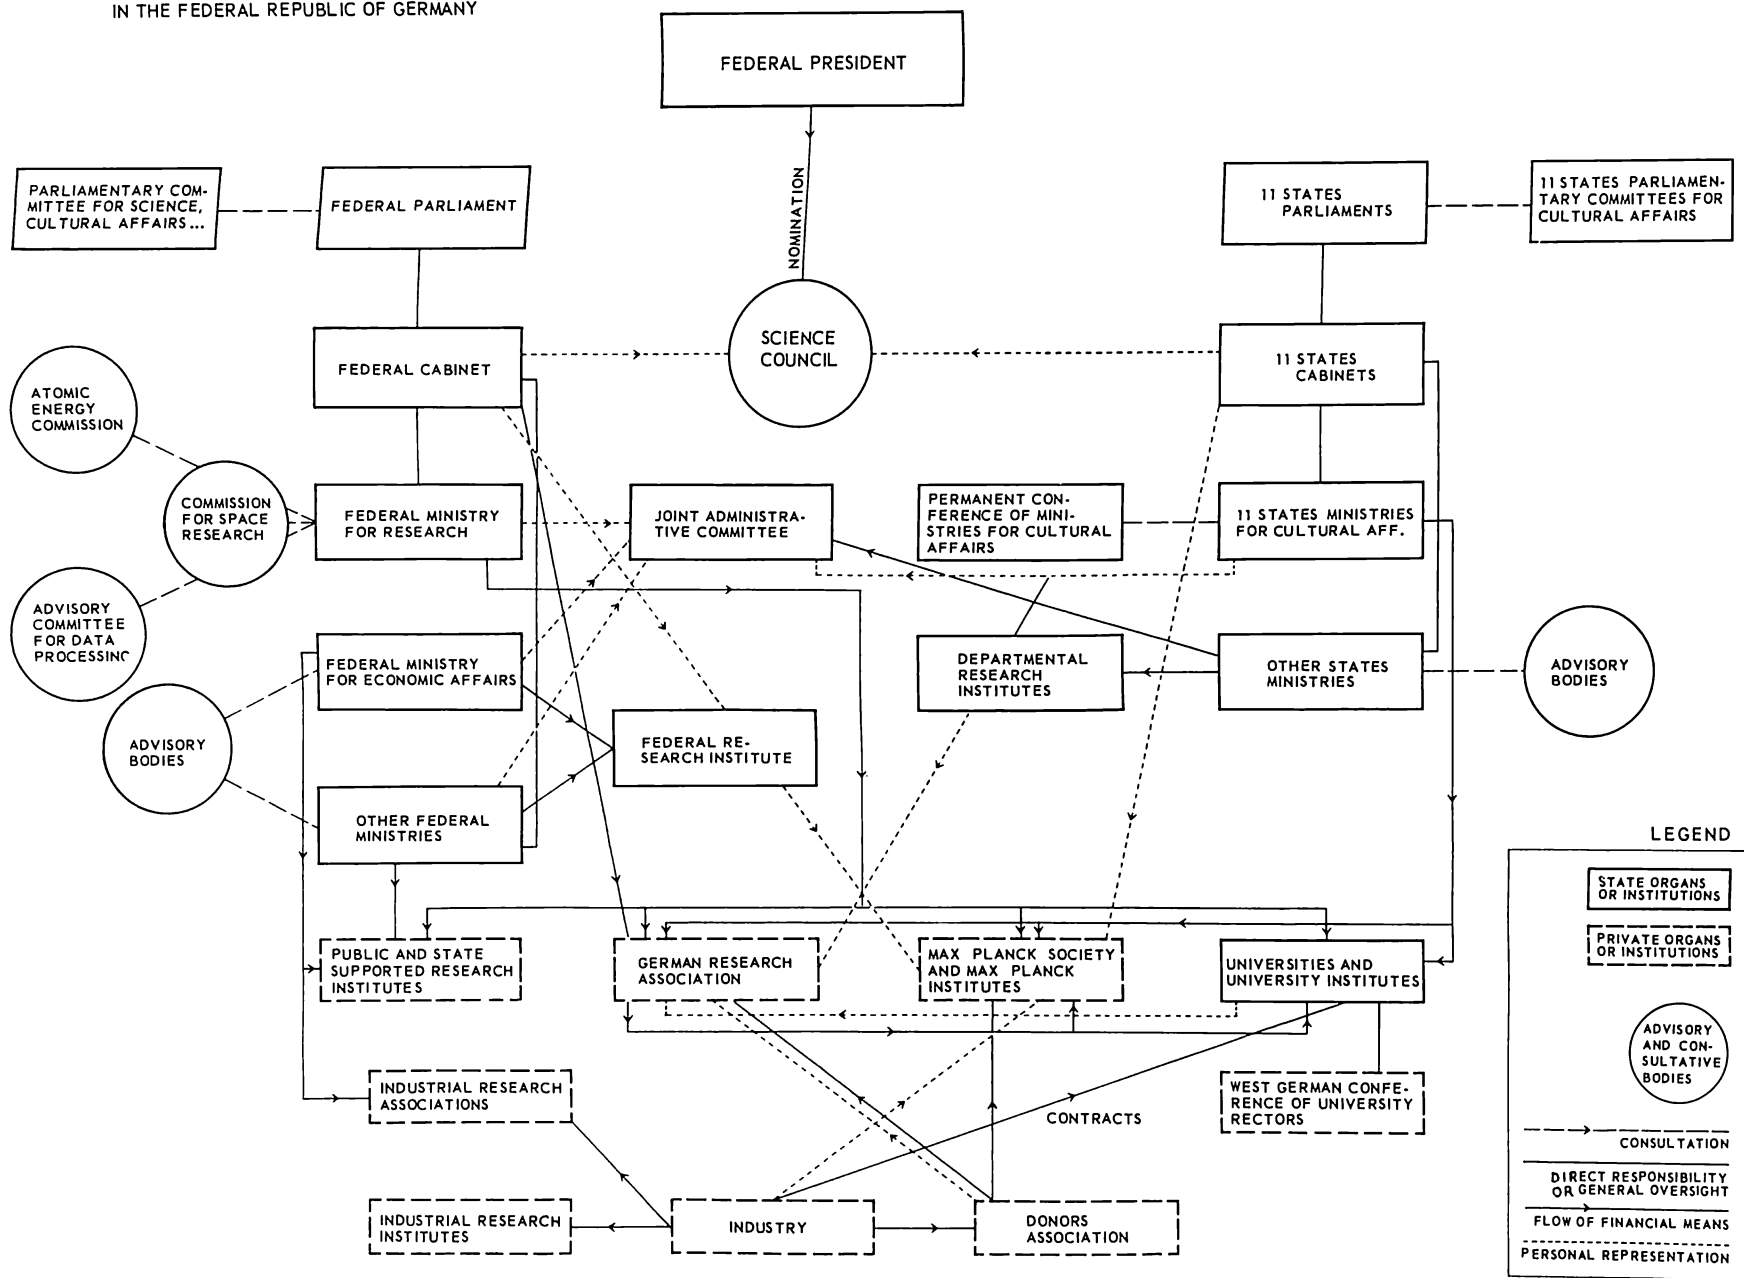 IN THE FEDERAL REPUBLIC OF GERMANY
FEDERAL PRESIDENT
NOMINATION
PARLIAMENTARY COM-
MITTEE FOR SCIENCE,
CULTURAL AFFAIRS...
FEDERAL PARLIAMENT
11 STATES
PARLIAMENTS
11 STATES PARLIAMEN-
TARY COMMITTEES FOR
CULTURAL AFFAIRS
FEDERAL CABINET
SCIENCE
COUNCIL
11 STATES
CABINETS
ATOMIC
ENERGY
COMMISSION
COMMISSION
FOR SPACE
RESEARCH
FEDERAL MINISTRY
FOR RESEARCH
JOINT ADMINISTRA-
TIVE COMMITTEE
PERMANENT CON-
FERENCE OF MINI-
STRIES FOR CULTURAL
AFFAIRS
11 STATES MINISTRIES
FOR CULTURAL AFF.
ADVISORY
COMMITTEE
FOR DATA
PROCESSING
FEDERAL MINISTRY
FOR ECONOMIC AFFAIRS
DEPARTMENTAL
RESEARCH
INSTITUTES
OTHER STATES
MINISTRIES
ADVISORY
BODIES
ADVISORY
BODIES
FEDERAL RE-
SEARCH INSTITUTE
OTHER FEDERAL
MINISTRIES
PUBLIC AND STATE
SUPPORTED RESEARCH
INSTITUTES
GERMAN RESEARCH
ASSOCIATION
MAX PLANCK SOCIETY
AND MAX PLANCK
INSTITUTES
UNIVERSITIES AND
UNIVERSITY INSTITUTES
INDUSTRIAL RESEARCH
ASSOCIATIONS
CONTRACTS
WEST GERMAN CONFE-
RENCE OF UNIVERSITY
RECTORS
INDUSTRIAL RESEARCH
INSTITUTES
INDUSTRY
DONORS
ASSOCIATION
LEGEND
STATE ORGANS
OR INSTITUTIONS
PRIVATE ORGANS
OR INSTITUTIONS
ADVISORY
AND CON-
SULTATIVE
BODIES
CONSULTATION
DIRECT RESPONSIBILITY
OR GENERAL OVERSIGHT
FLOW OF FINANCIAL MEANS
PERSONAL REPRESENTATION